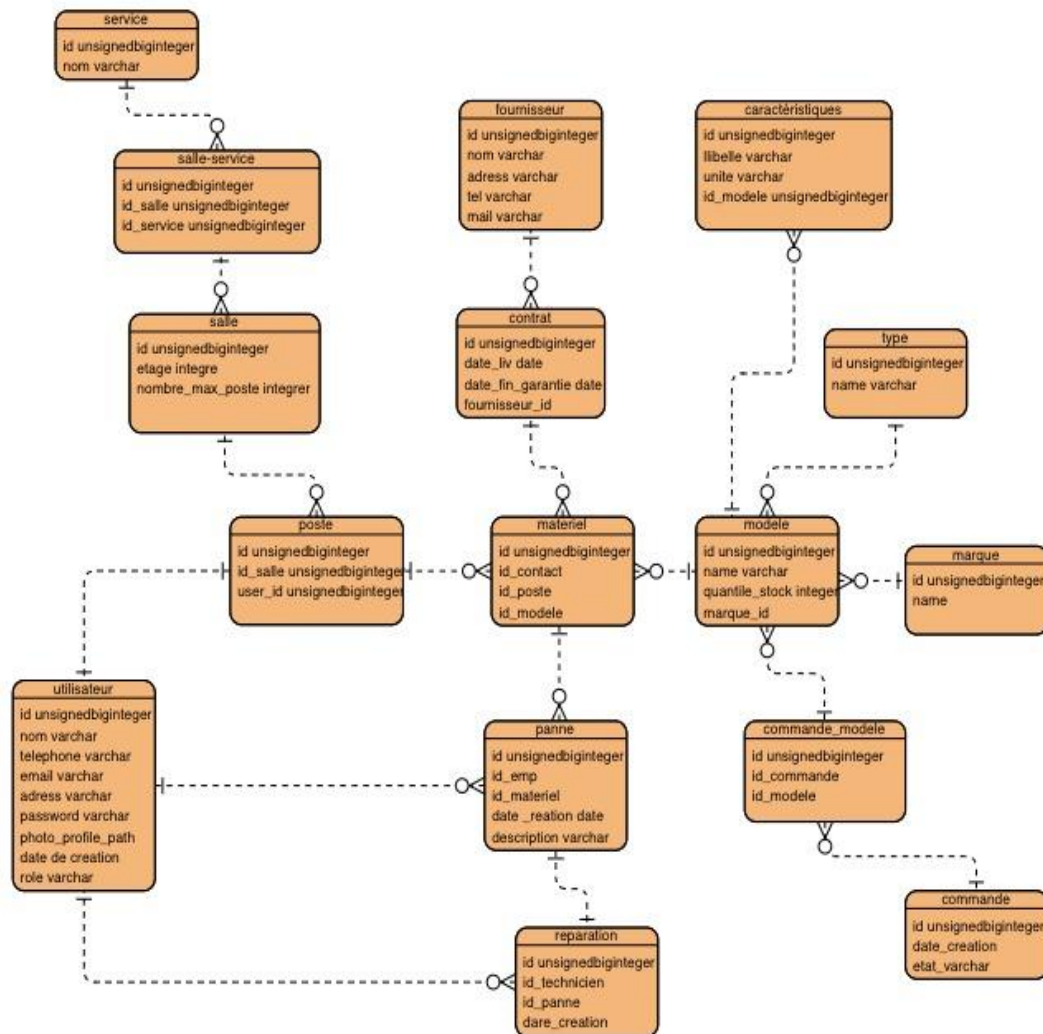 service
id unsignedbiginteger
nom varchar
salle-service
id unsignedbiginteger
id_salle unsignedbiginteger
id_service unsignedbiginteger
salle
id unsignedbiginteger
etage integre
nombre_max_poste integrer
fournisseur
id unsignedbiginteger
nom varchar
adress varchar
tel varchar
mail varchar
contrat
id unsignedbiginteger
date_liv date
date_fin_garantie date
fournisseur_id
caractèristiques
id unsignedbiginteger
llibelle varchar
unite varchar
id_modele unsignedbiginteger
type
id unsignedbiginteger
name varchar
poste
id unsignedbiginteger
id_salle unsignedbiginteger
user_id unsignedbiginteger
materiel
id unsignedbiginteger
id_contact
id_poste
id_modele
modele
id unsignedbiginteger
name varchar
quantile_stock integer
marque_id
marque
id unsignedbiginteger
name
utilisateur
id unsignedbiginteger
nom varchar
telephone varchar
email varchar
adress varchar
password varchar
photo_profile_path
date de creation
role varchar
panne
id unsignedbiginteger
id_emp
id_materiel
date _reation date
description varchar
commande_modele
id unsignedbiginteger
id_commande
id_modele
reparation
id unsignedbiginteger
id_technicien
id_panne
dare_creation
commande
id unsignedbiginteger
date_creation
etat_varchar